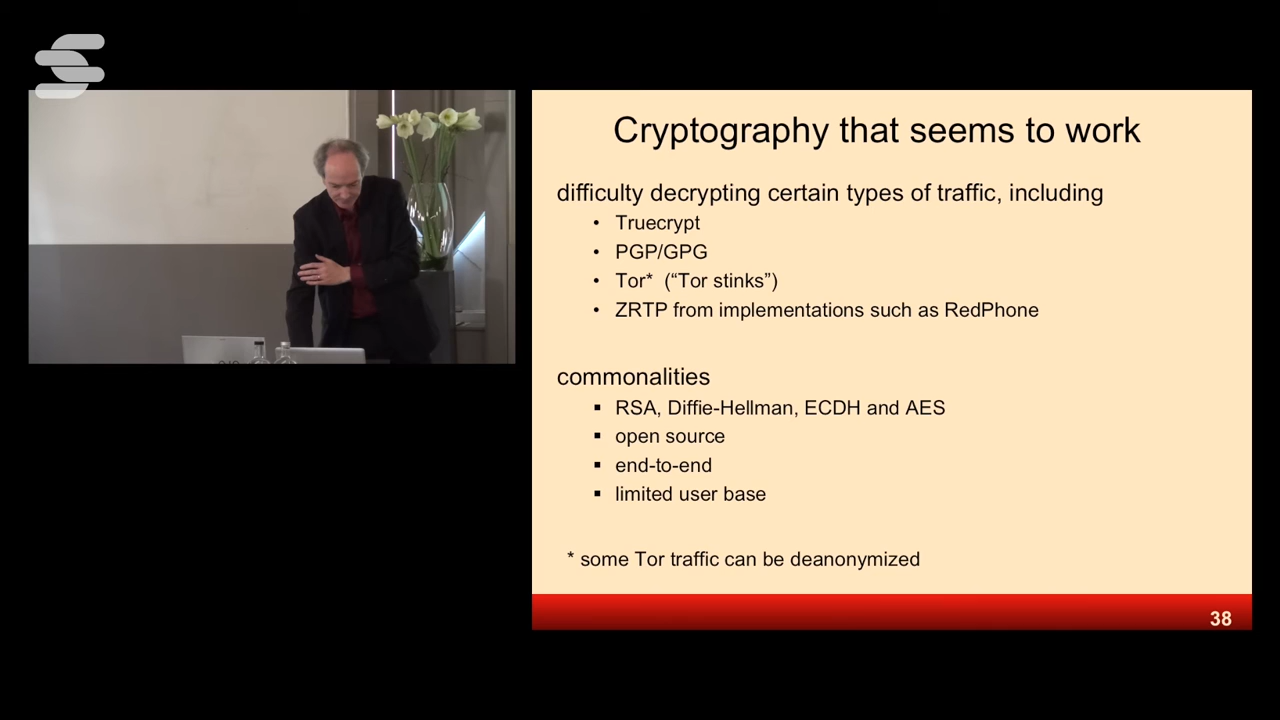 Cryptography that seems to work
difficulty decrypting certain types of traffic, including
• Truecrypt
• PGP/GPG
• Tor* (“Tor stinks”)
• ZRTP from implementations such as RedPhone
commonalities
▪ RSA, Diffie-Hellman, ECDH and AES
▪ open source
▪ end-to-end
▪ limited user base
* some Tor traffic can be deanonymized
38